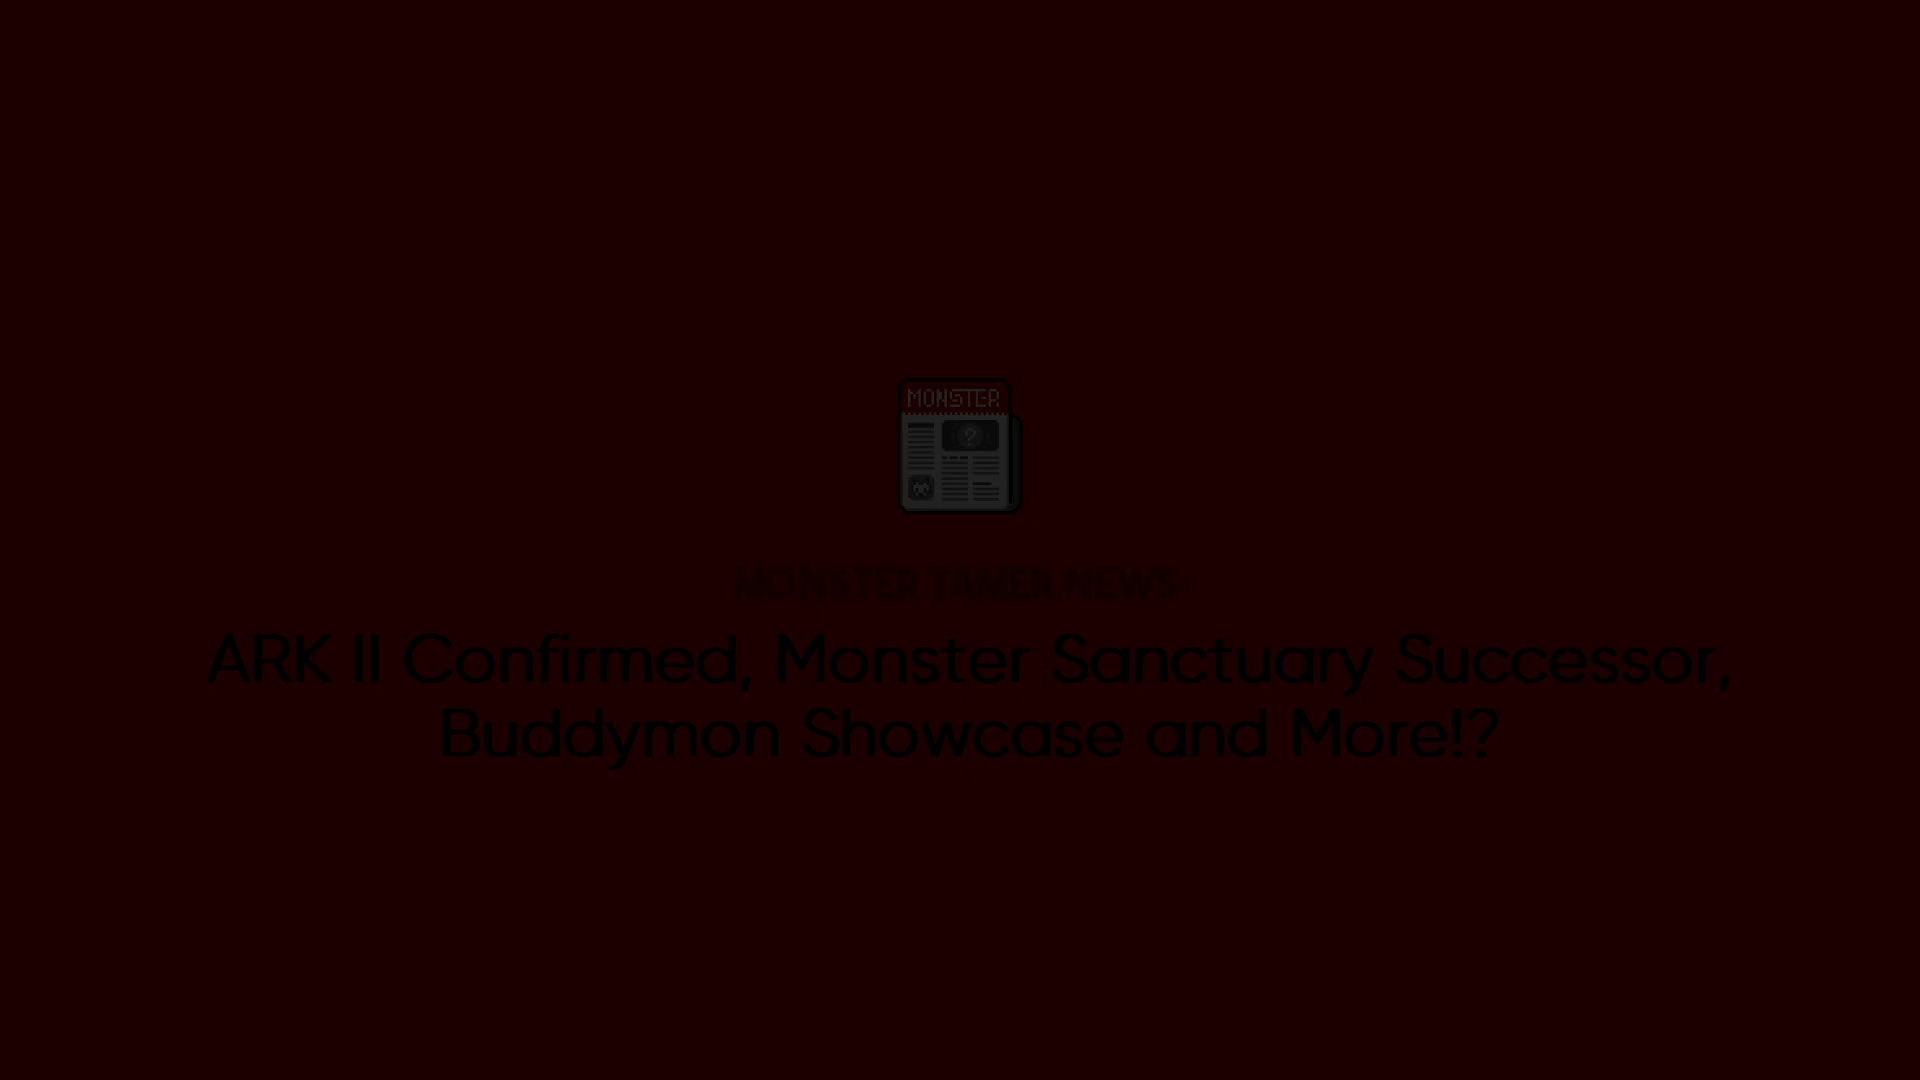 MONSTER
?
MONSTER TAMER NEWS:
ARK II Confirmed, Monster Sanctuary Successor,
Buddymon Showcase and More!?